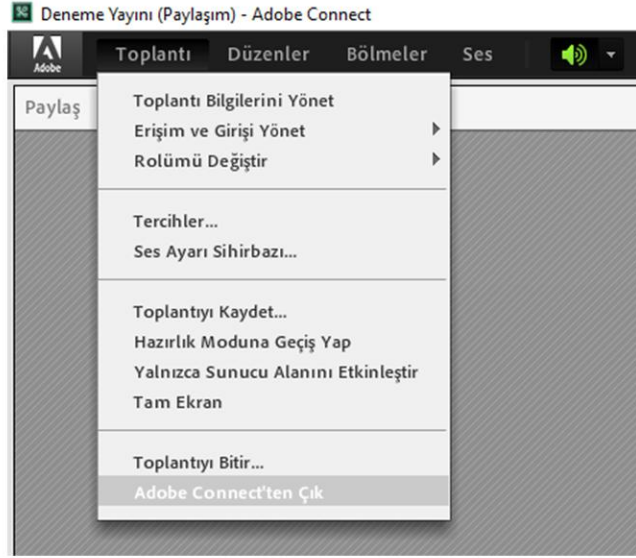 Deneme Yayını (Paylaşım) - Adobe Connect
Adobe Toplantı Düzenler Bölmeler Ses
Paylaş
Toplantı Bilgilerini Yönet
Erişim ve Girişi Yönet
Rolümü Değiştir
Tercihler...
Ses Ayarı Sihirbazı...
Toplantıyı Kaydet...
Hazırlık Moduna Geçiş Yap
Yalnızca Sunucu Alanını Etkinleştir
Tam Ekran
Toplantıyı Bitir...
Adobe Connect'ten Çık